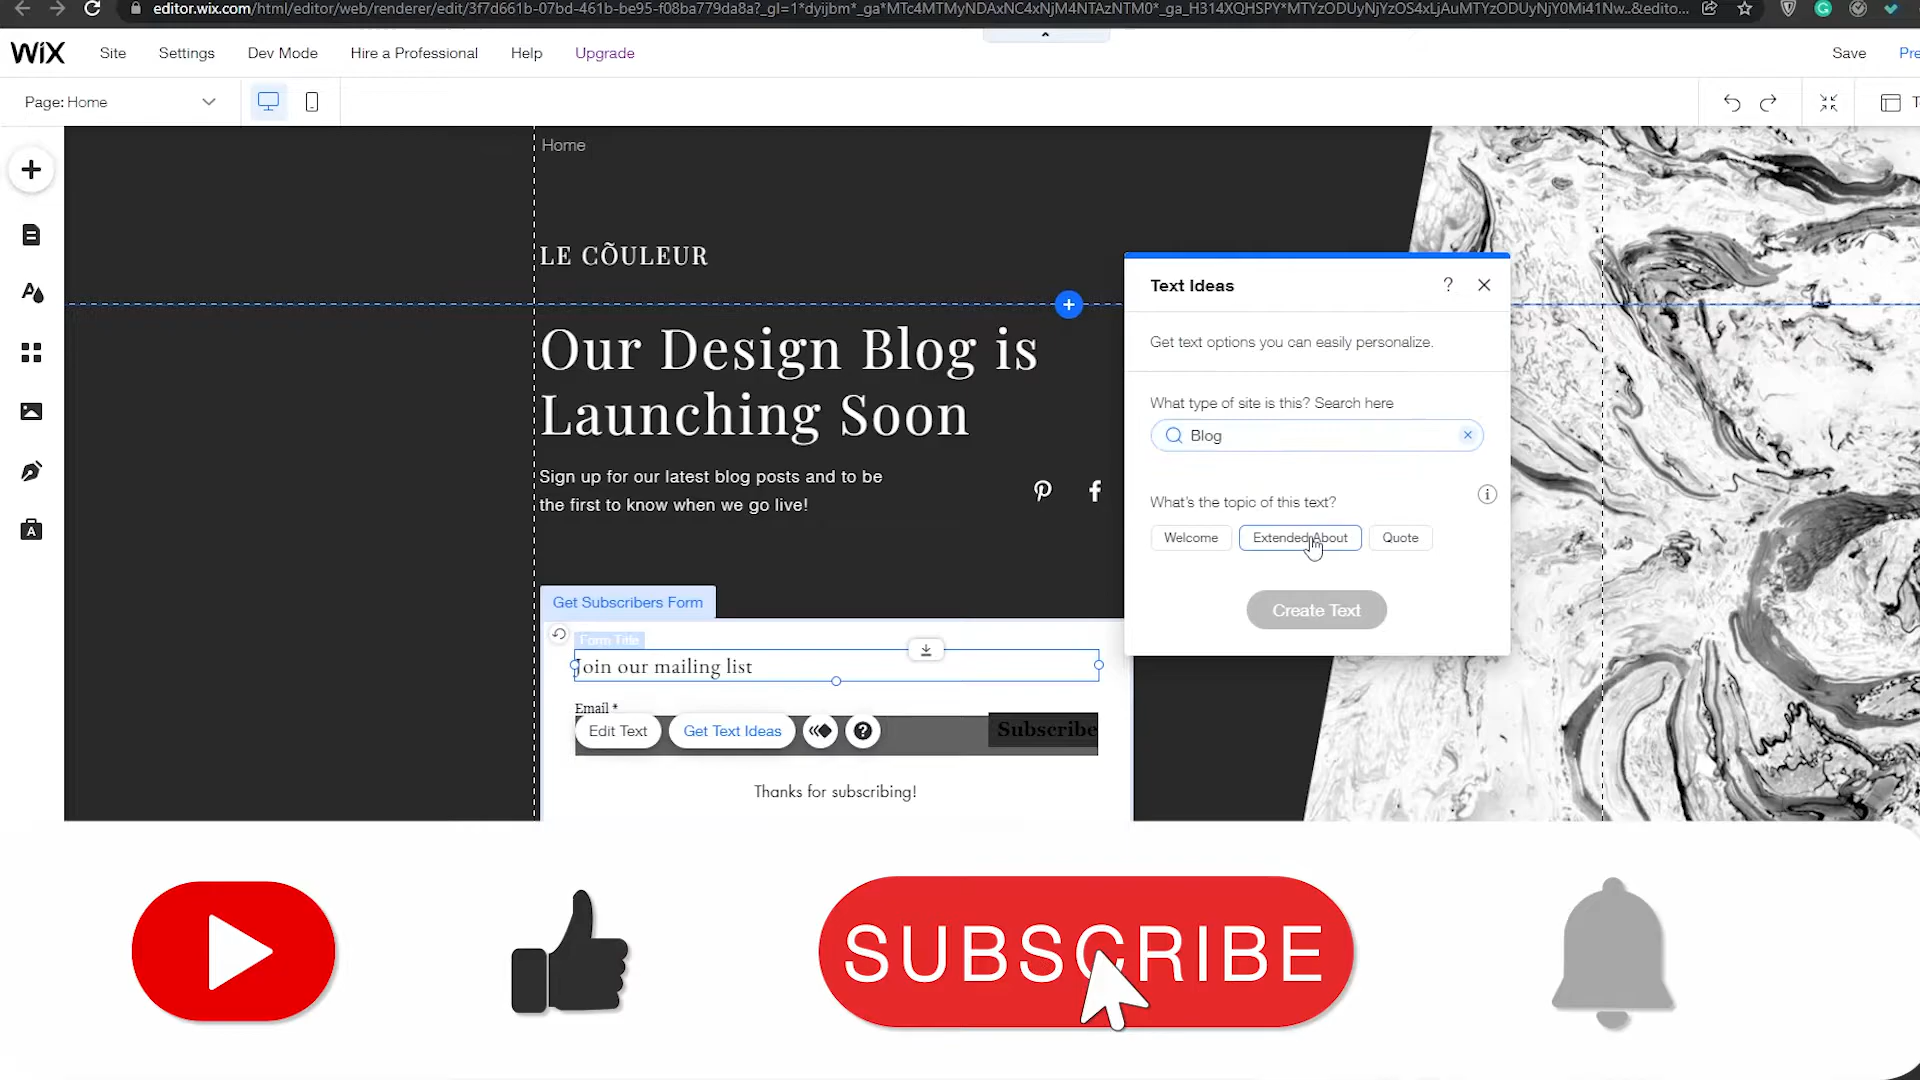 editor.wix.com/html/editor/web/renderer/edit/3f7d661b-07bd-461b-be95-f08ba779da8a?_gl=1*dyijbm*_ga*MTc4MTMyNDAxNC4xNjM4NTAzNTM0*_ga_H314XQHSPY*MTYzODUyNjYzOS4xLjAuMTYzODUyNjY0Mi41Nw..&edito...
WiX Site Settings Dev Mode Hire a Professional Help Upgrade Save Pre
Page: Home
Home
LE CÕULEUR
Our Design Blog is
Launching Soon
Sign up for our latest blog posts and to be
the first to know when we go live!
Text Ideas
Get text options you can easily personalize.
What type of site is this? Search here
Blog
What's the topic of this text?
Welcome Extended About Quote
Create Text
Get Subscribers Form
Form Title
Join our mailing list
Email *
Edit Text Get Text Ideas Subscribe
Thanks for subscribing!
SUBSCRIBE